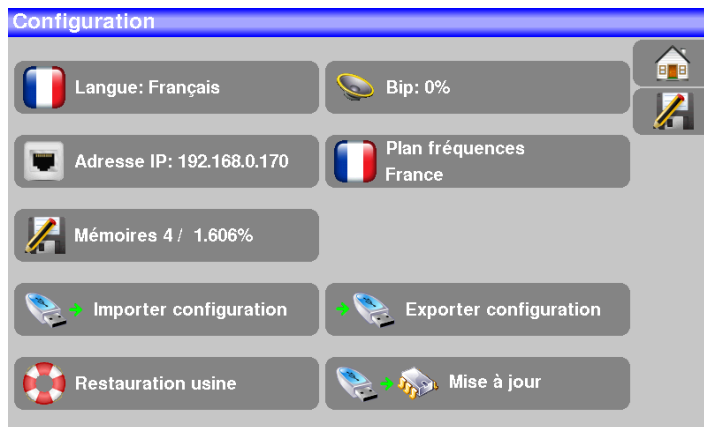 Configuration
Langue: Français
Bip: 0%
Adresse IP: 192.168.0.170
Plan fréquences
France
Mémoires 4 / 1.606%
Importer configuration
Exporter configuration
Restauration usine
Mise à jour